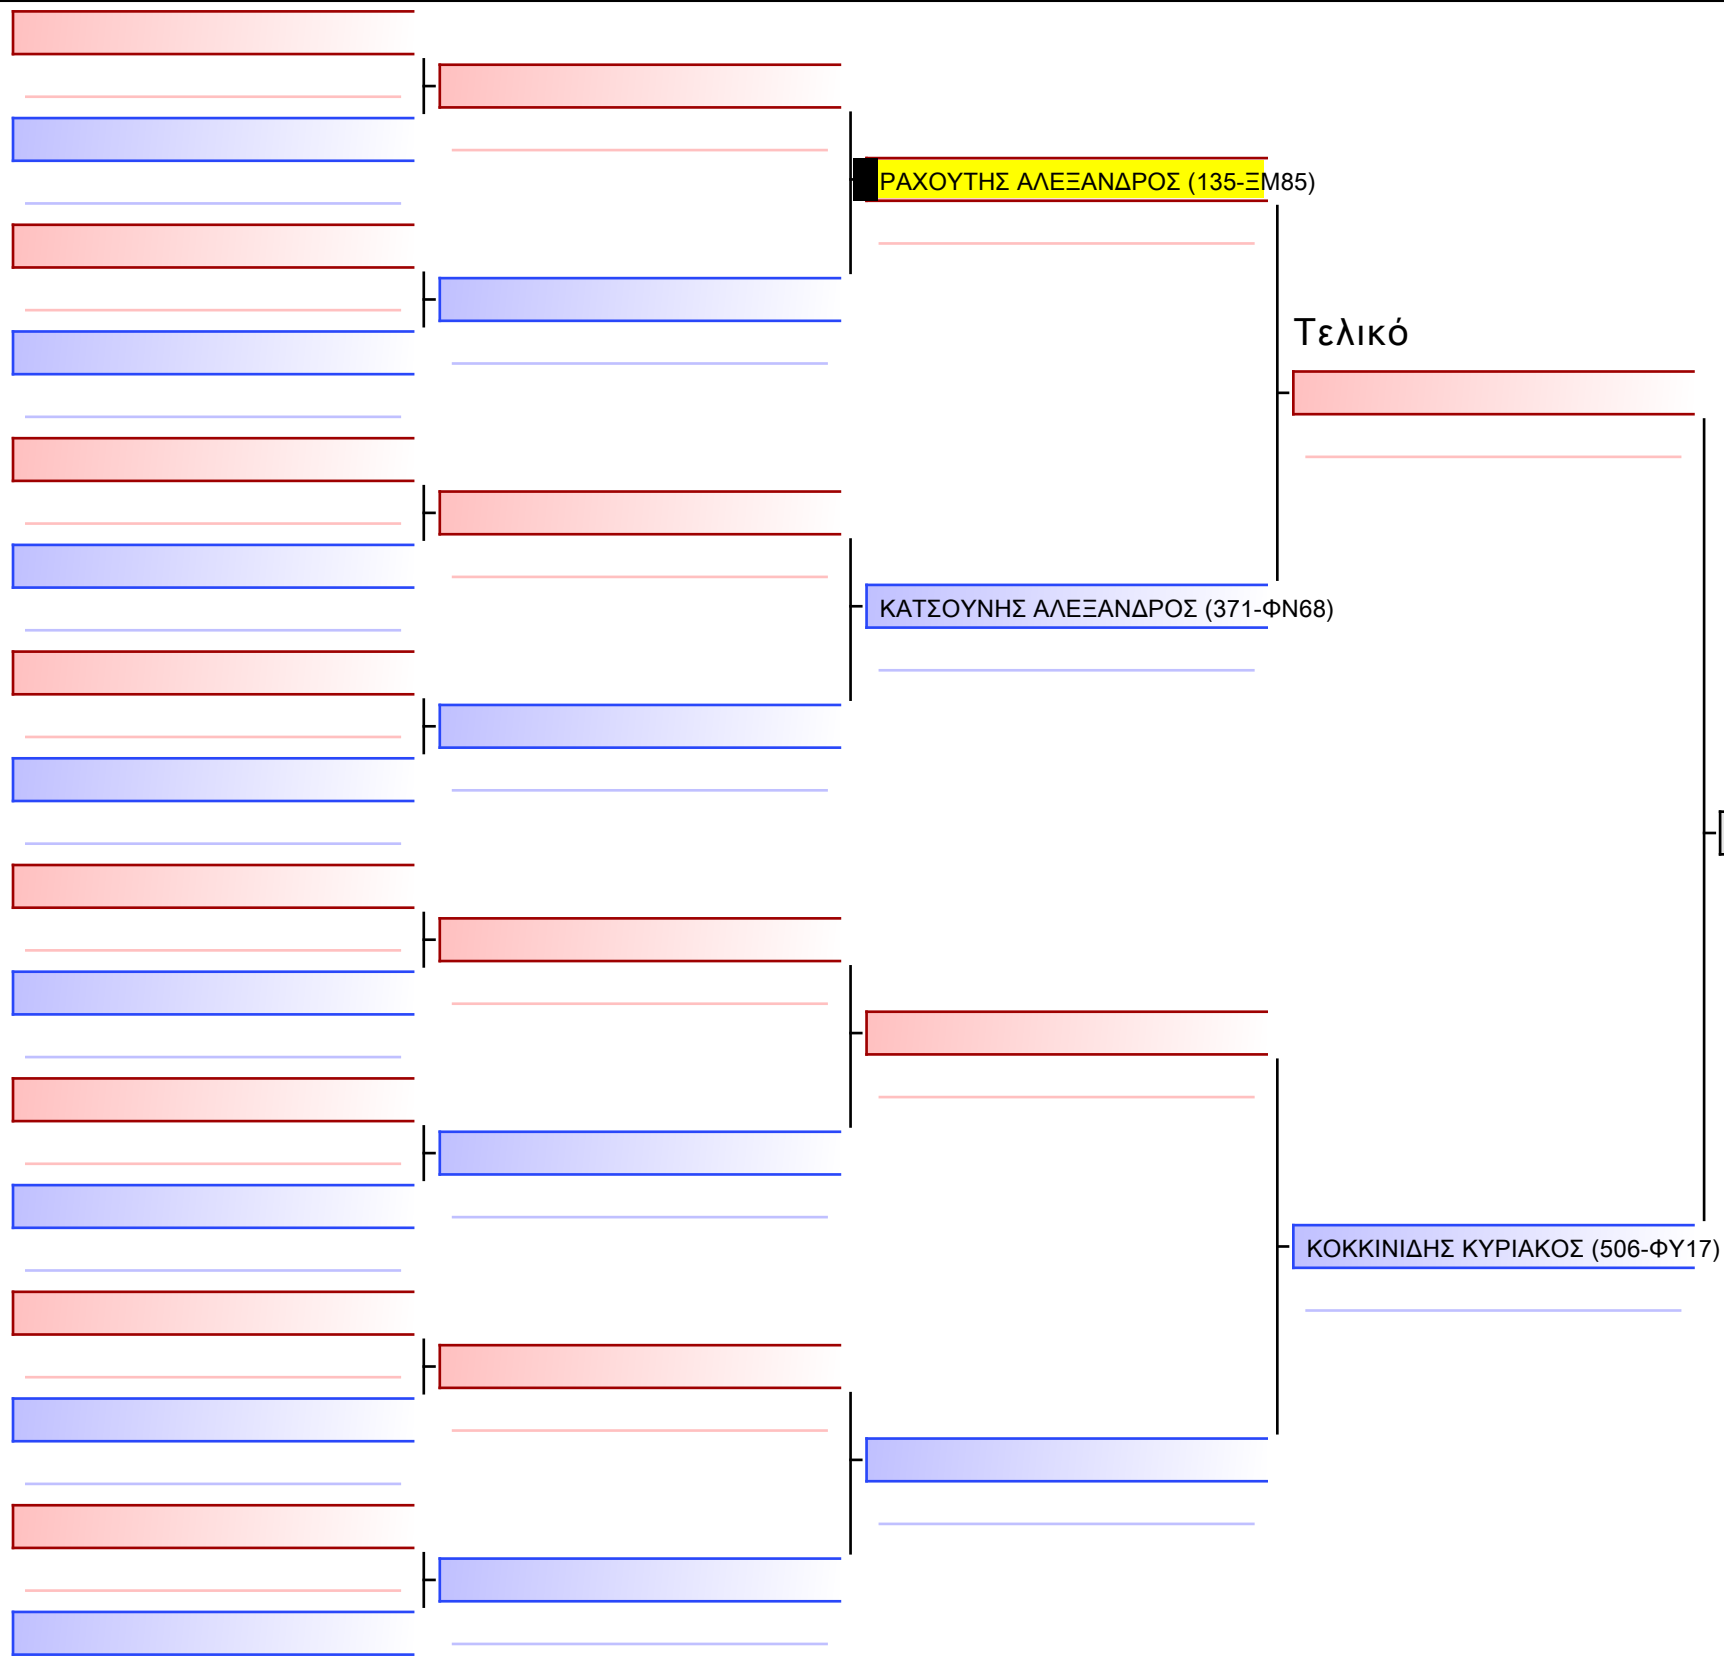 ΡΑΧΟΥΤΗΣ ΑΛΕΞΑΝΔΡΟΣ (135-ΞΜ85)
Τελικό
ΚΑΤΣΟΥΝΗΣ ΑΛΕΞΑΝΔΡΟΣ (371-ΦΝ68)
ΚΟΚΚΙΝΙΔΗΣ ΚΥΡΙΑΚΟΣ (506-ΦΥ17)